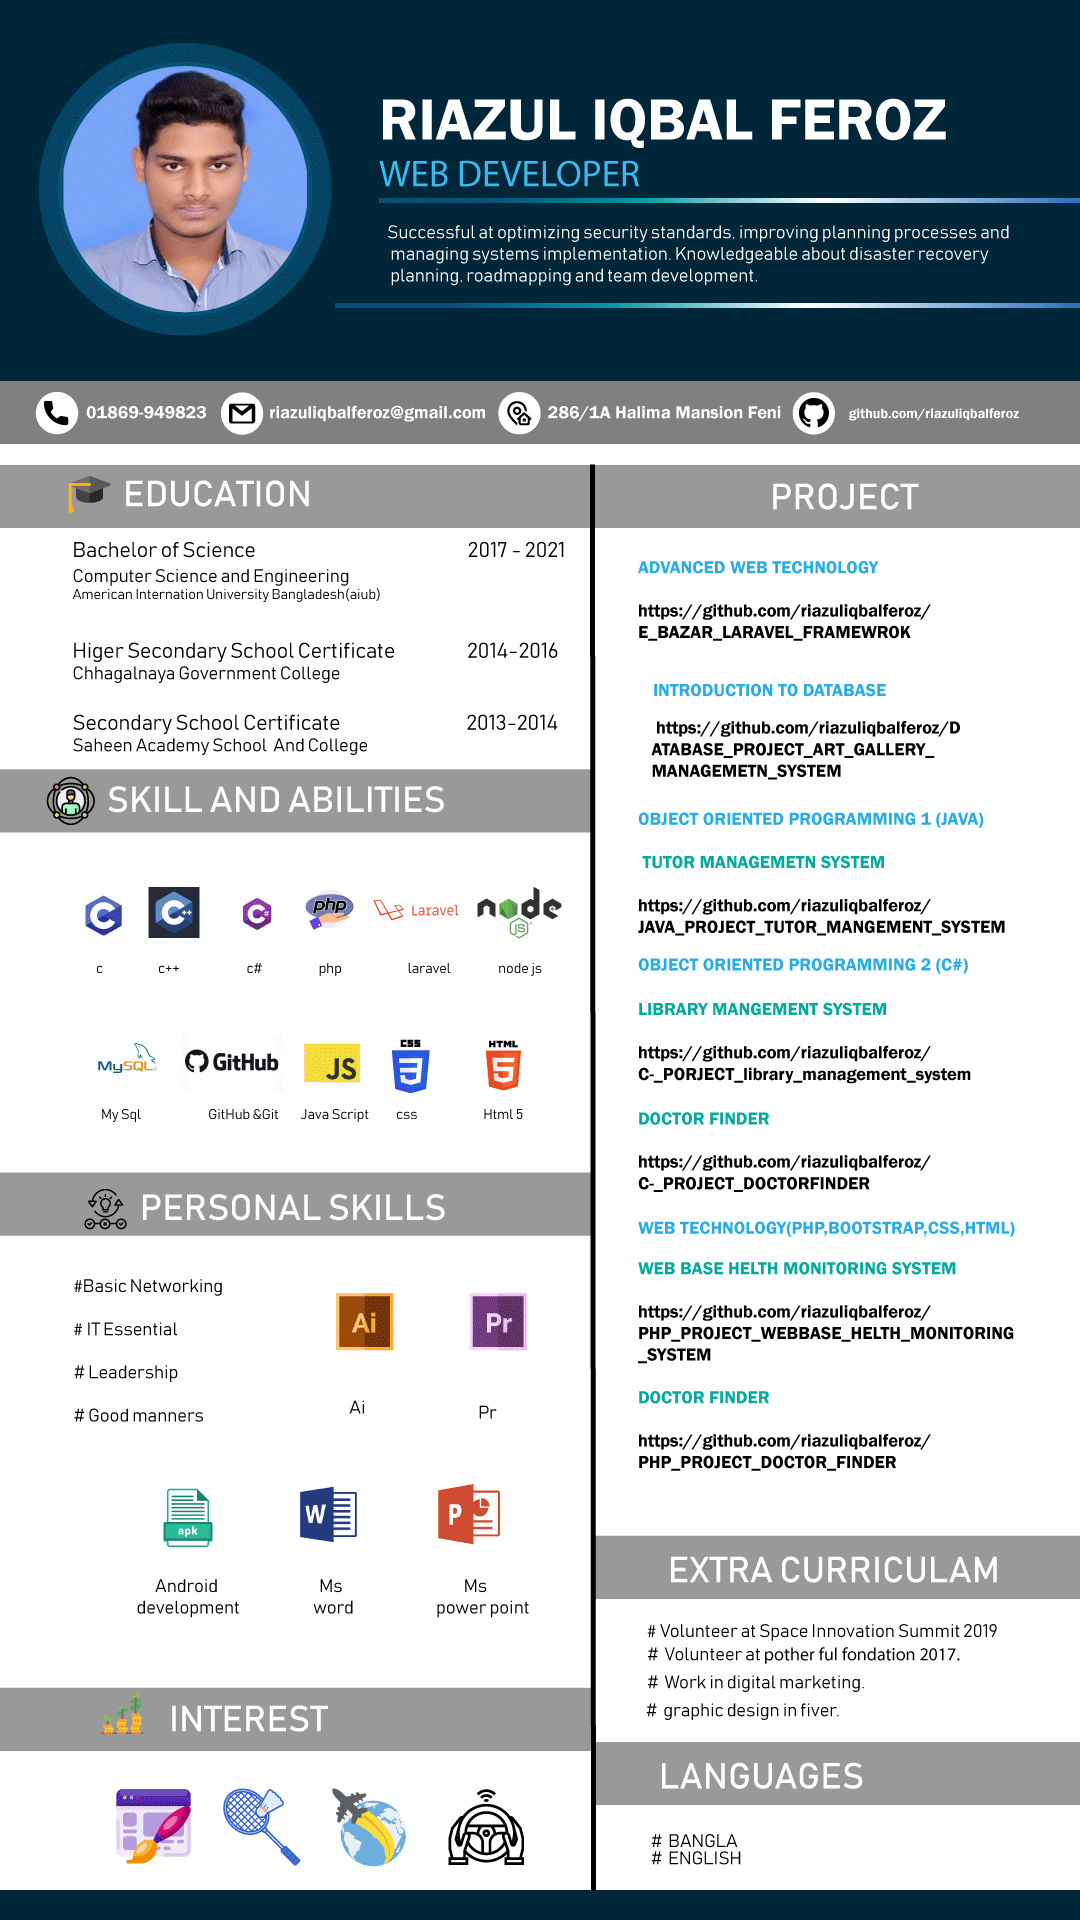 RIAZUL IQBAL FEROZ
WEB DEVELOPER
Successful at optimizing security standards, improving planning processes and
managing systems implementation. Knowledgeable about disaster recovery
planning, roadmapping and team development.
01869-949823
riazuliqbalferoz@gmail.com
286/1A Halima Mansion Feni
github.com/riazuliqbalferoz
EDUCATION
Bachelor of Science 2017 - 2021
Computer Science and Engineering
American Internation University Bangladesh(aiub)
Higer Secondary School Certificate 2014-2016
Chhagalnaya Government College
Secondary School Certificate 2013-2014
Saheen Academy School And College
SKILL AND ABILITIES
C C++ C# php Laravel node JS
c c++ c# php laravel node js
MySQL GitHub JS CSS 3 HTML 5
My Sql GitHub &Git Java Script css Html 5
PERSONAL SKILLS
#Basic Networking
# IT Essential
# Leadership
# Good manners
Ai Pr
Ai Pr
apk W P
Android
development
Ms
word
Ms
power point
INTEREST
PROJECT
ADVANCED WEB TECHNOLOGY
https://github.com/riazuliqbalferoz/
E_BAZAR_LARAVEL_FRAMEWROK
INTRODUCTION TO DATABASE
https://github.com/riazuliqbalferoz/D
ATABASE_PROJECT_ART_GALLERY_
MANAGEMETN_SYSTEM
OBJECT ORIENTED PROGRAMMING 1 (JAVA)
TUTOR MANAGEMETN SYSTEM
https://github.com/riazuliqbalferoz/
JAVA_PROJECT_TUTOR_MANGEMENT_SYSTEM
OBJECT ORIENTED PROGRAMMING 2 (C#)
LIBRARY MANGEMENT SYSTEM
https://github.com/riazuliqbalferoz/
C-_PORJECT_library_management_system
DOCTOR FINDER
https://github.com/riazuliqbalferoz/
C-_PROJECT_DOCTORFINDER
WEB TECHNOLOGY(PHP,BOOTSTRAP,CSS,HTML)
WEB BASE HELTH MONITORING SYSTEM
https://github.com/riazuliqbalferoz/
PHP_PROJECT_WEBBASE_HELTH_MONITORING
_SYSTEM
DOCTOR FINDER
https://github.com/riazuliqbalferoz/
PHP_PROJECT_DOCTOR_FINDER
EXTRA CURRICULAM
# Volunteer at Space Innovation Summit 2019
# Volunteer at pother ful fondation 2017.
# Work in digital marketing.
# graphic design in fiver.
LANGUAGES
# BANGLA
# ENGLISH